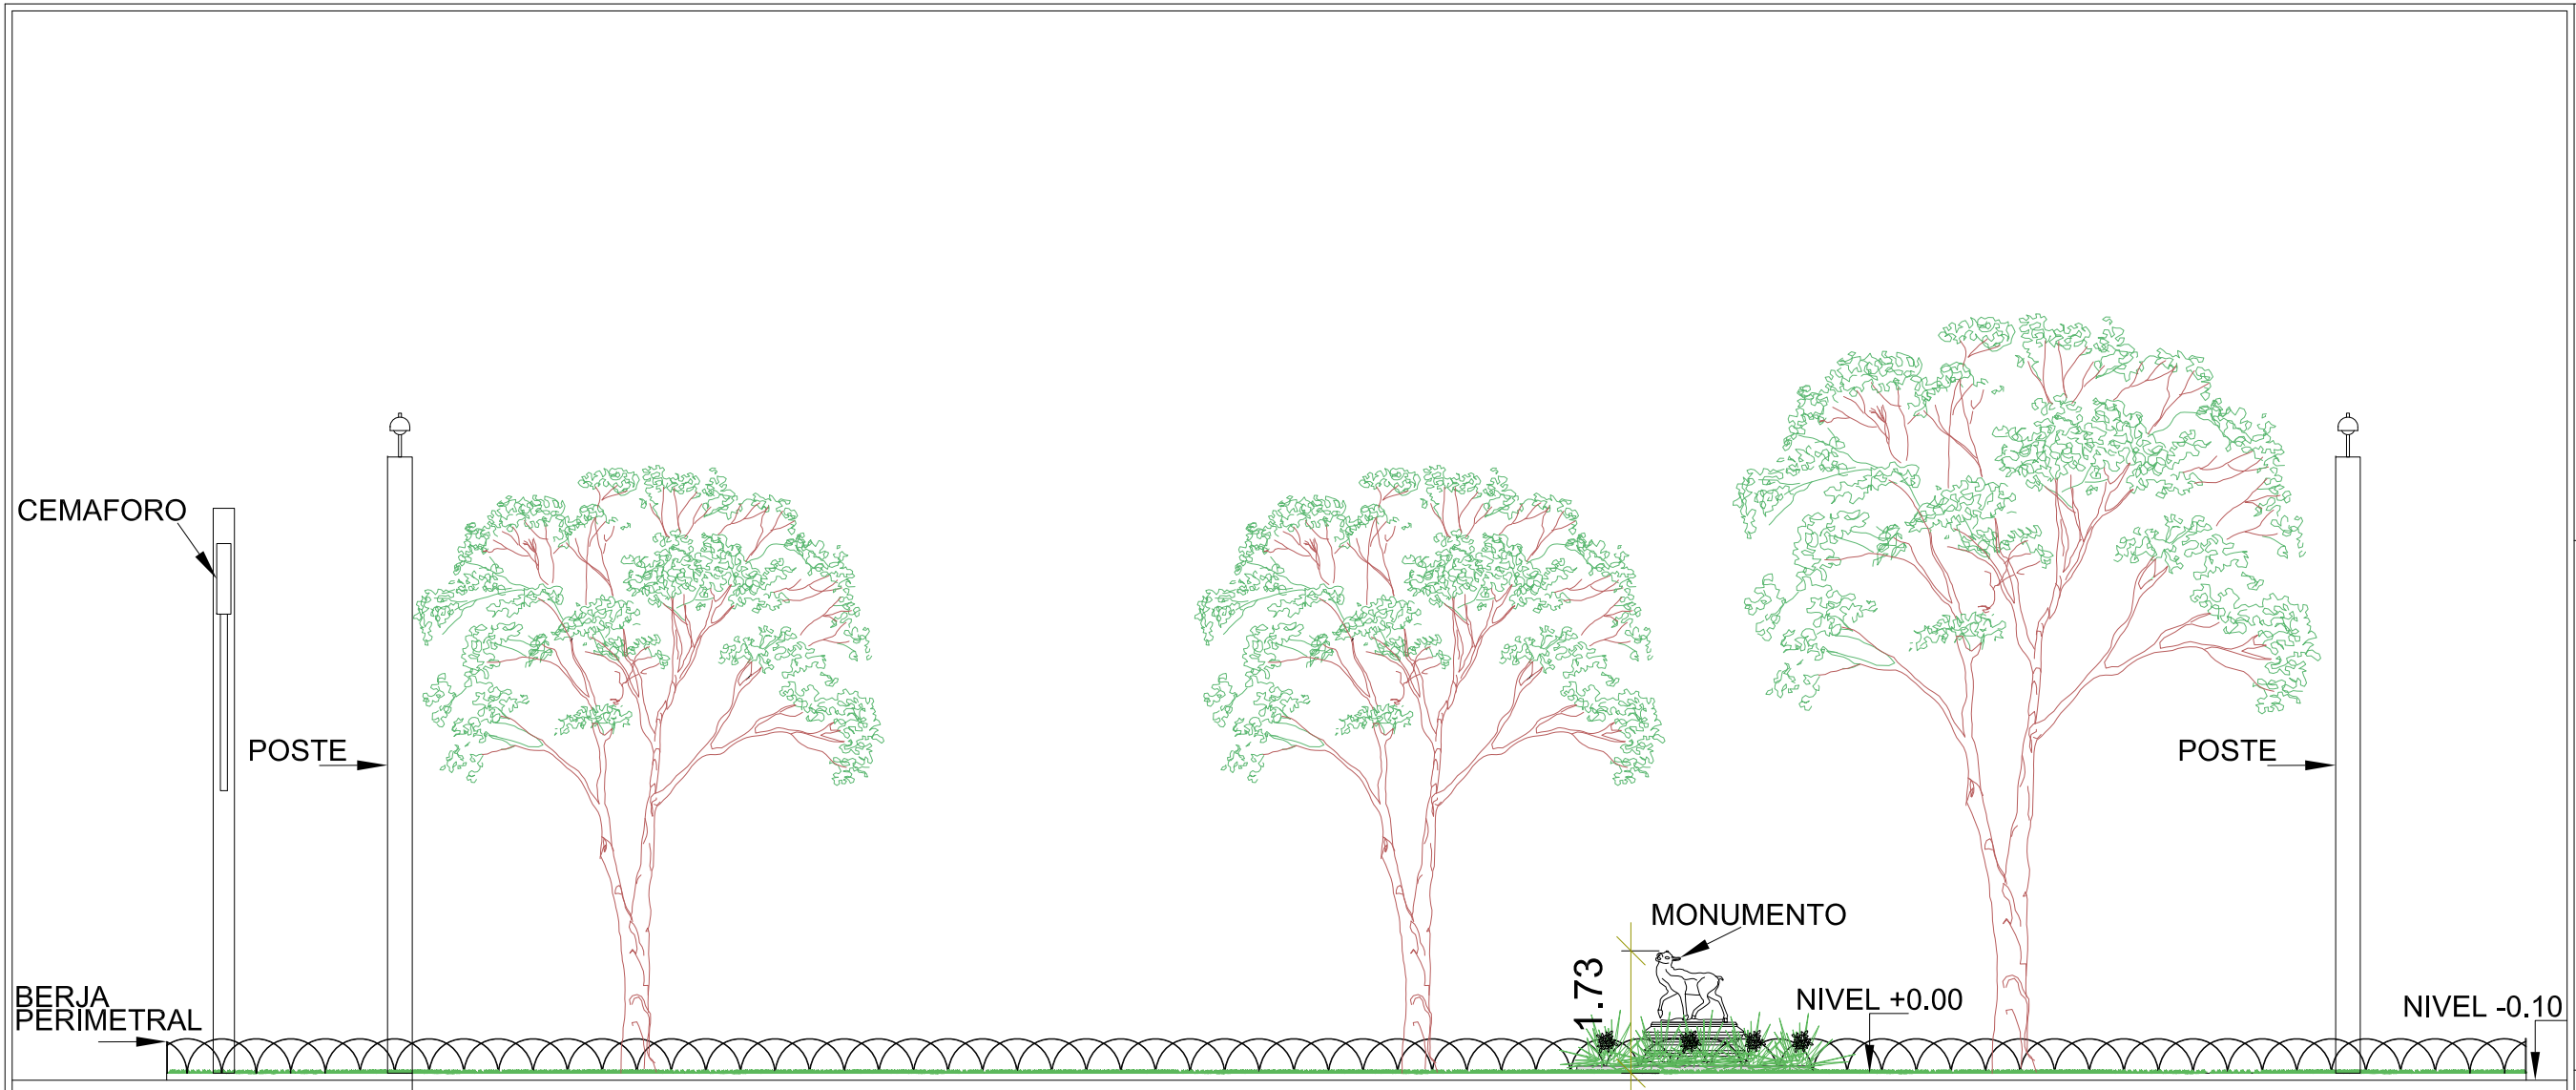 CEMAFORO
POSTE
POSTE
MONUMENTO
1.73
BERJA
PERIMETRAL
NIVEL +0.00
NIVEL -0.10